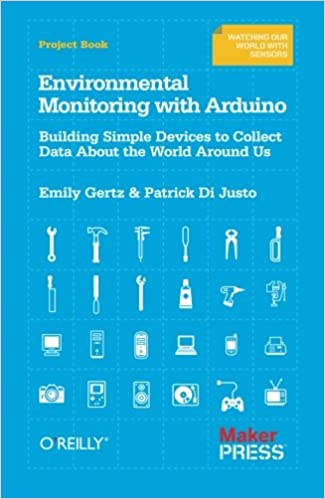 Project Book
WATCHING OUR
WORLD WITH
SENSORS
Environmental
Monitoring with Arduino
Building Simple Devices to Collect
Data About the World Around Us
Emily Gertz & Patrick Di Justo
O REILLY®
Maker
PRESS™